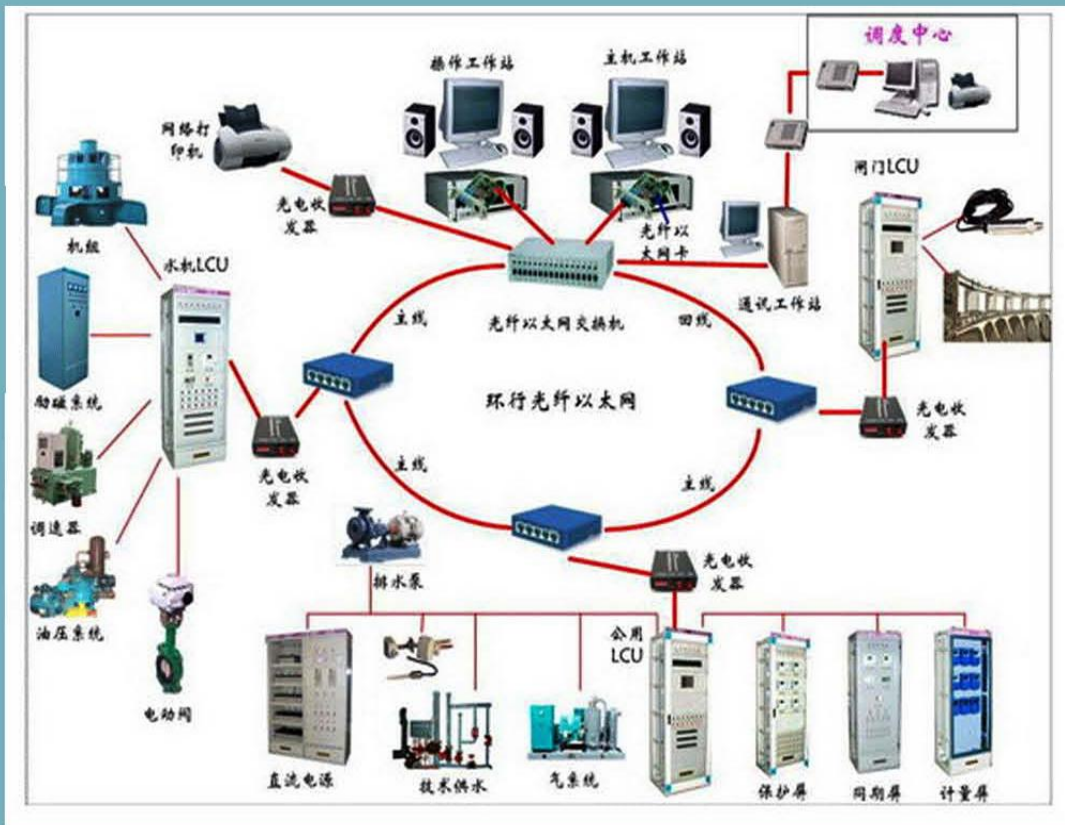 调度中心
操作工作站
主机工作站
网络打
印机
闸门LCU
光电收
发器
光纤以
太网卡
机组
水机LCU
通讯工作站
主线
光纤以太网交换机
回线
励磁系统
环行光纤以太网
光电收
发器
光电收
发器
主线
主线
调速器
排水泵
光电收
发器
油压系统
公用
LCU
电动阀
直流电源
技术供水
气系统
保护屏
同期屏
计量屏